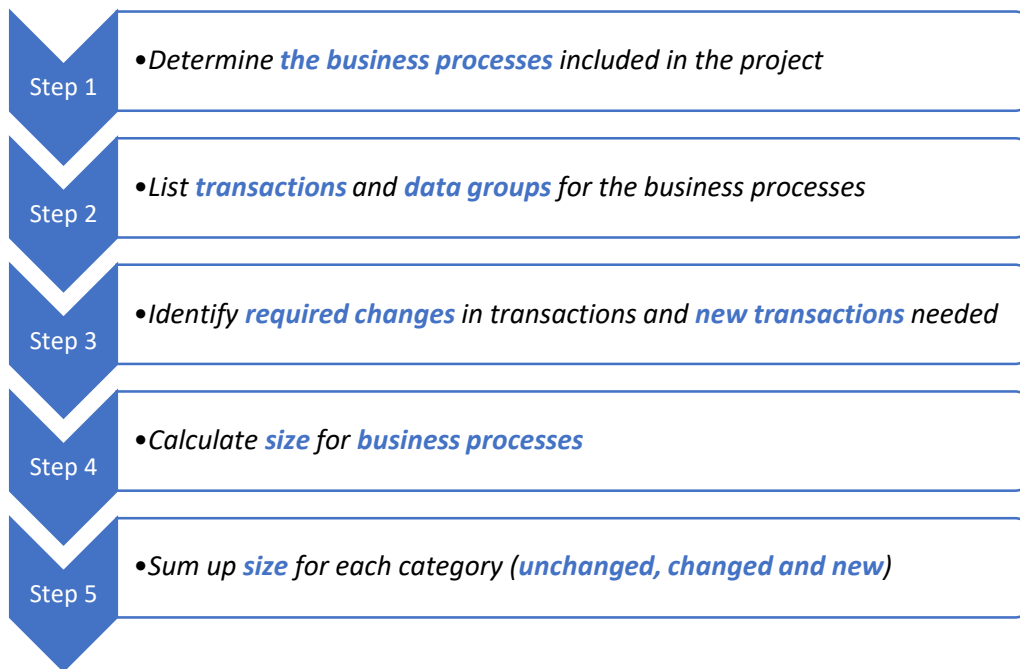 Step 1
•Determine the business processes included in the project
Step 2
•List transactions and data groups for the business processes
Step 3
•Identify required changes in transactions and new transactions needed
Step 4
•Calculate size for business processes
Step 5
•Sum up size for each category (unchanged, changed and new)